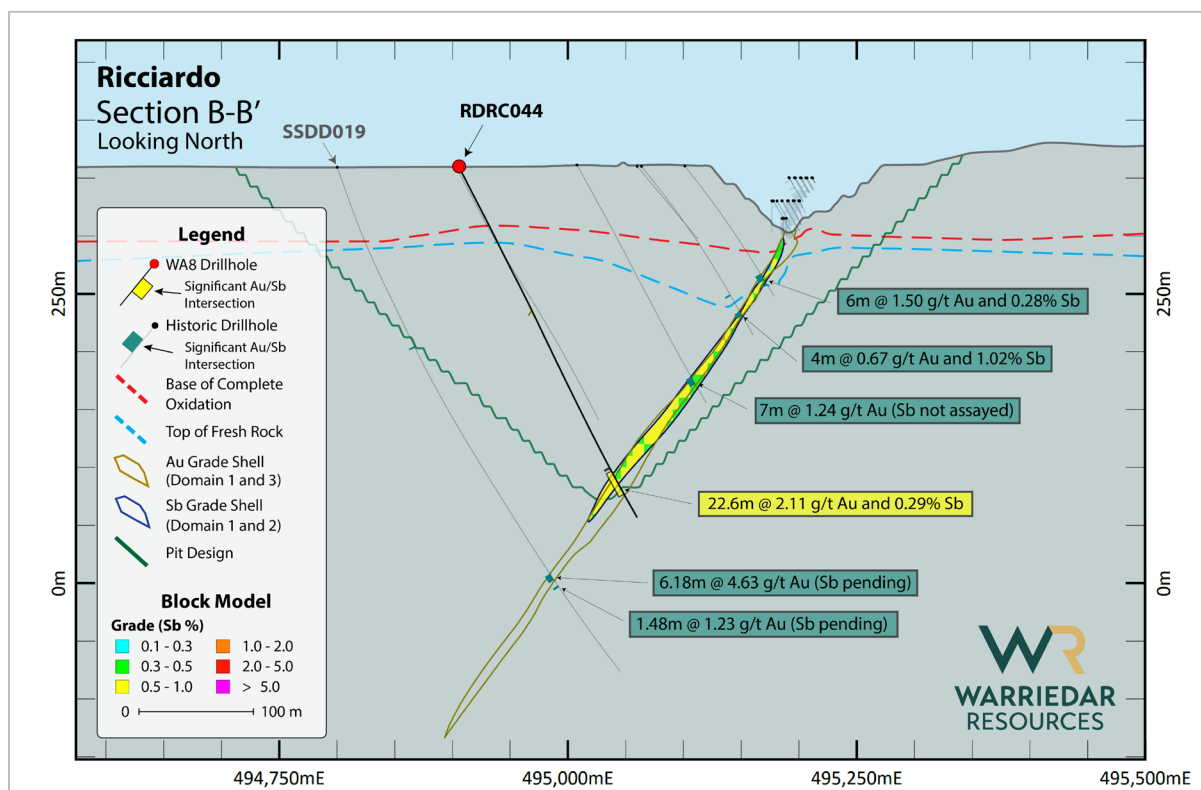 Ricciardo
Section B-B’
Looking North
SSDD019
RDRC044
Legend
WA8 Drillhole
Significant Au/Sb
Intersection
Historic Drillhole
Significant Au/Sb
Intersection
Base of Complete
Oxidation
Top of Fresh Rock
Au Grade Shell
(Domain 1 and 3)
Sb Grade Shell
(Domain 1 and 2)
Pit Design
Block Model
Grade (Sb %)
0.1 - 0.3
1.0 - 2.0
0.3 - 0.5
2.0 - 5.0
0.5 - 1.0
> 5.0
0
100 m
250m
0m
250m
0m
6m @ 1.50 g/t Au and 0.28% Sb
4m @ 0.67 g/t Au and 1.02% Sb
7m @ 1.24 g/t Au (Sb not assayed)
22.6m @ 2.11 g/t Au and 0.29% Sb
6.18m @ 4.63 g/t Au (Sb pending)
1.48m @ 1.23 g/t Au (Sb pending)
WR
WARRIEDAR
RESOURCES
494,750mE
495,000mE
495,250mE
495,500mE